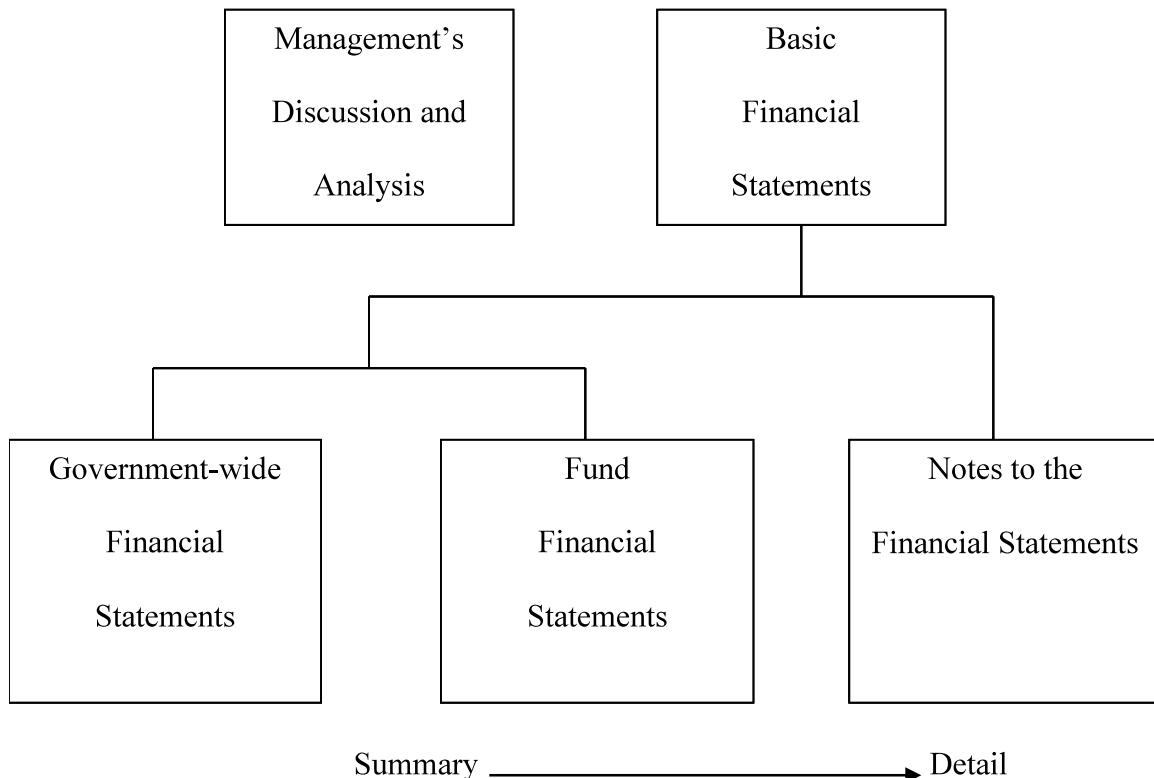 Management’s
Discussion and
Analysis
Basic
Financial
Statements
Government-wide
Financial
Statements
Fund
Financial
Statements
Notes to the
Financial Statements
Summary
Detail